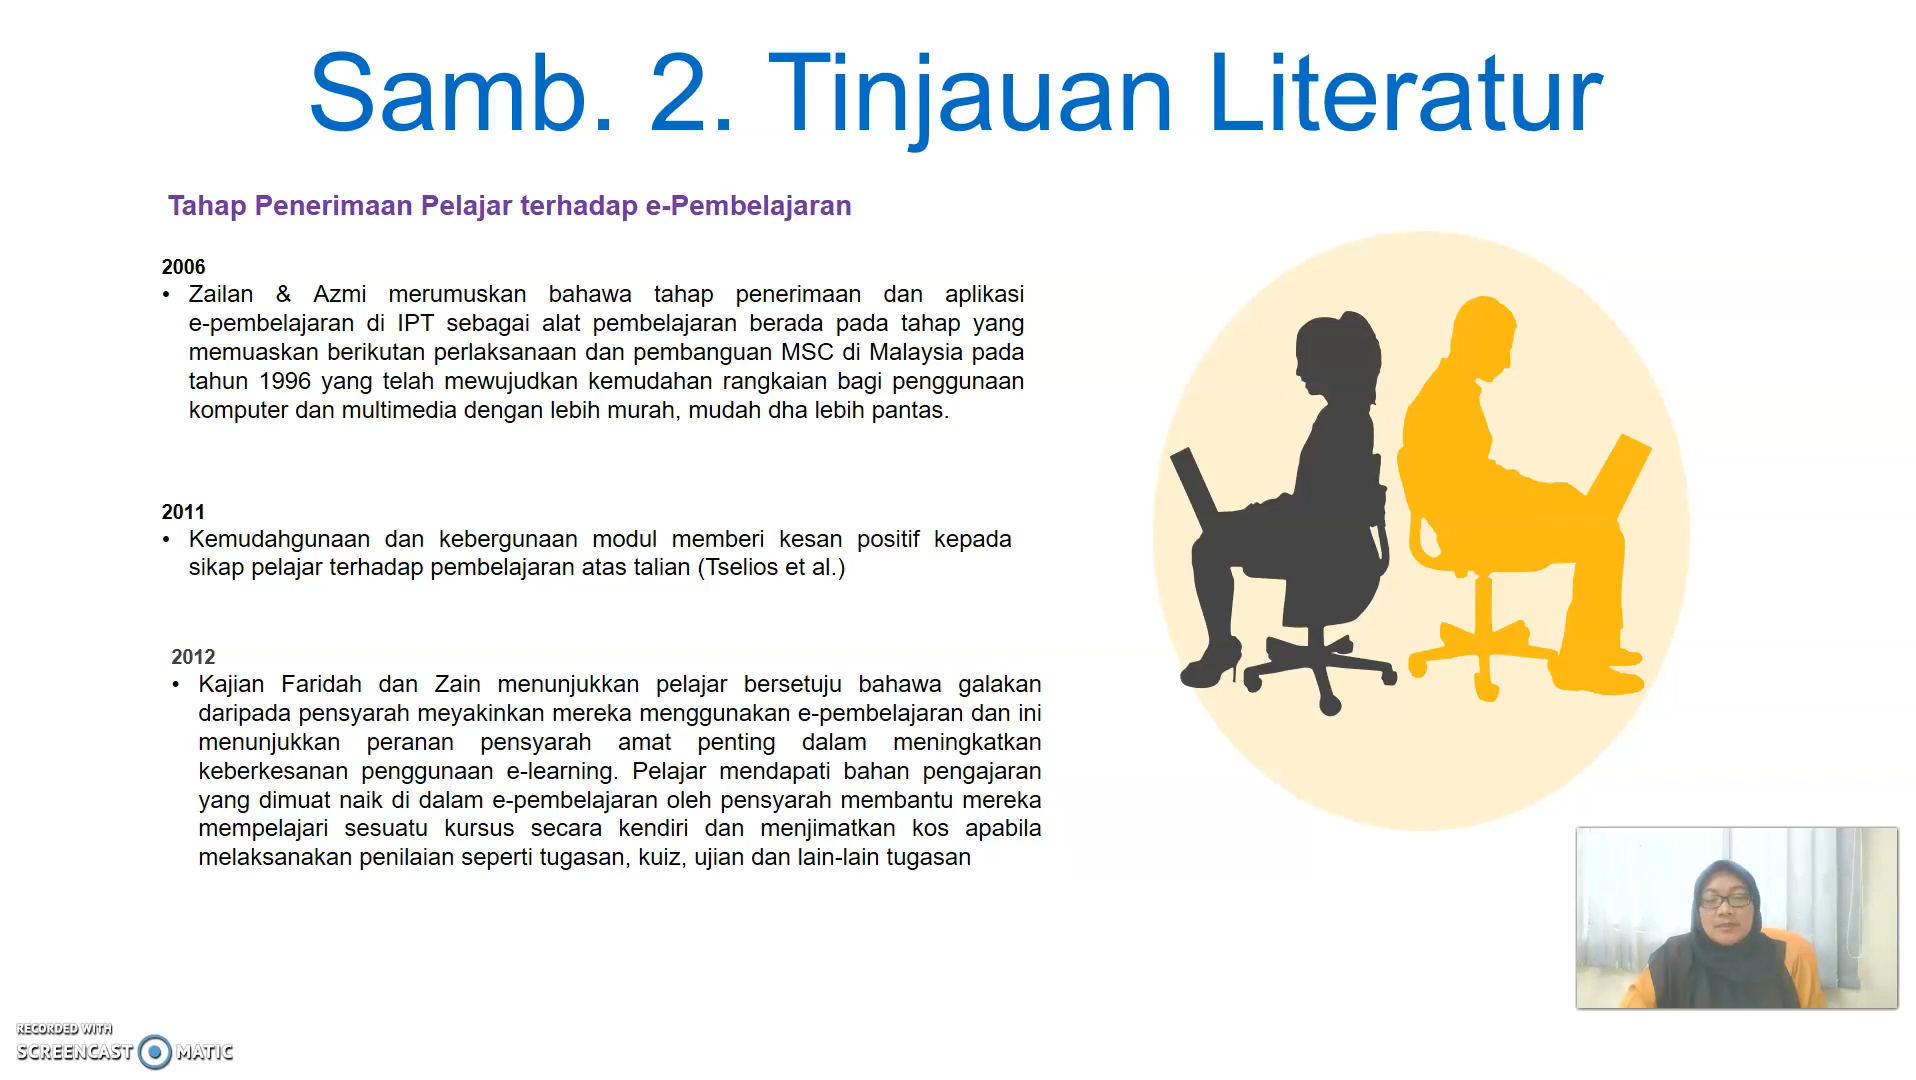 Samb. 2. Tinjauan Literatur
Tahap Penerimaan Pelajar terhadap e-Pembelajaran
2006
• Zailan & Azmi merumuskan bahawa tahap penerimaan dan aplikasi
e-pembelajaran di IPT sebagai alat pembelajaran berada pada tahap yang
memuaskan berikutan perlaksanaan dan pembanguan MSC di Malaysia pada
tahun 1996 yang telah mewujudkan kemudahan rangkaian bagi penggunaan
komputer dan multimedia dengan lebih murah, mudah dha lebih pantas.
2011
• Kemudahgunaan dan kebergunaan modul memberi kesan positif kepada
sikap pelajar terhadap pembelajaran atas talian (Tselios et al.)
2012
• Kajian Faridah dan Zain menunjukkan pelajar bersetuju bahawa galakan
daripada pensyarah meyakinkan mereka menggunakan e-pembelajaran dan ini
menunjukkan peranan pensyarah amat penting dalam meningkatkan
keberkesanan penggunaan e-learning. Pelajar mendapati bahan pengajaran
yang dimuat naik di dalam e-pembelajaran oleh pensyarah membantu mereka
mempelajari sesuatu kursus secara kendiri dan menjimatkan kos apabila
melaksanakan penilaian seperti tugasan, kuiz, ujian dan lain-lain tugasan
RECORDED WITH
SCREENCAST MATIC